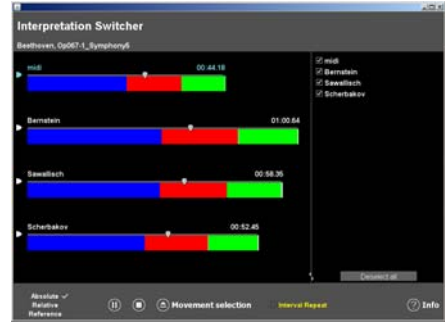 Interpretation Switcher
Beethoven, Op067-1_Symphony5
midi 00:44.18
Bernstein 01:00.64
Sawallisch 00:58.35
Scherbakov 00:52.45
midi
Bernstein
Sawallisch
Scherbakov
Deselect all
Absolute
Relative
Reference
Movement selection
Interval Repeat
? Info